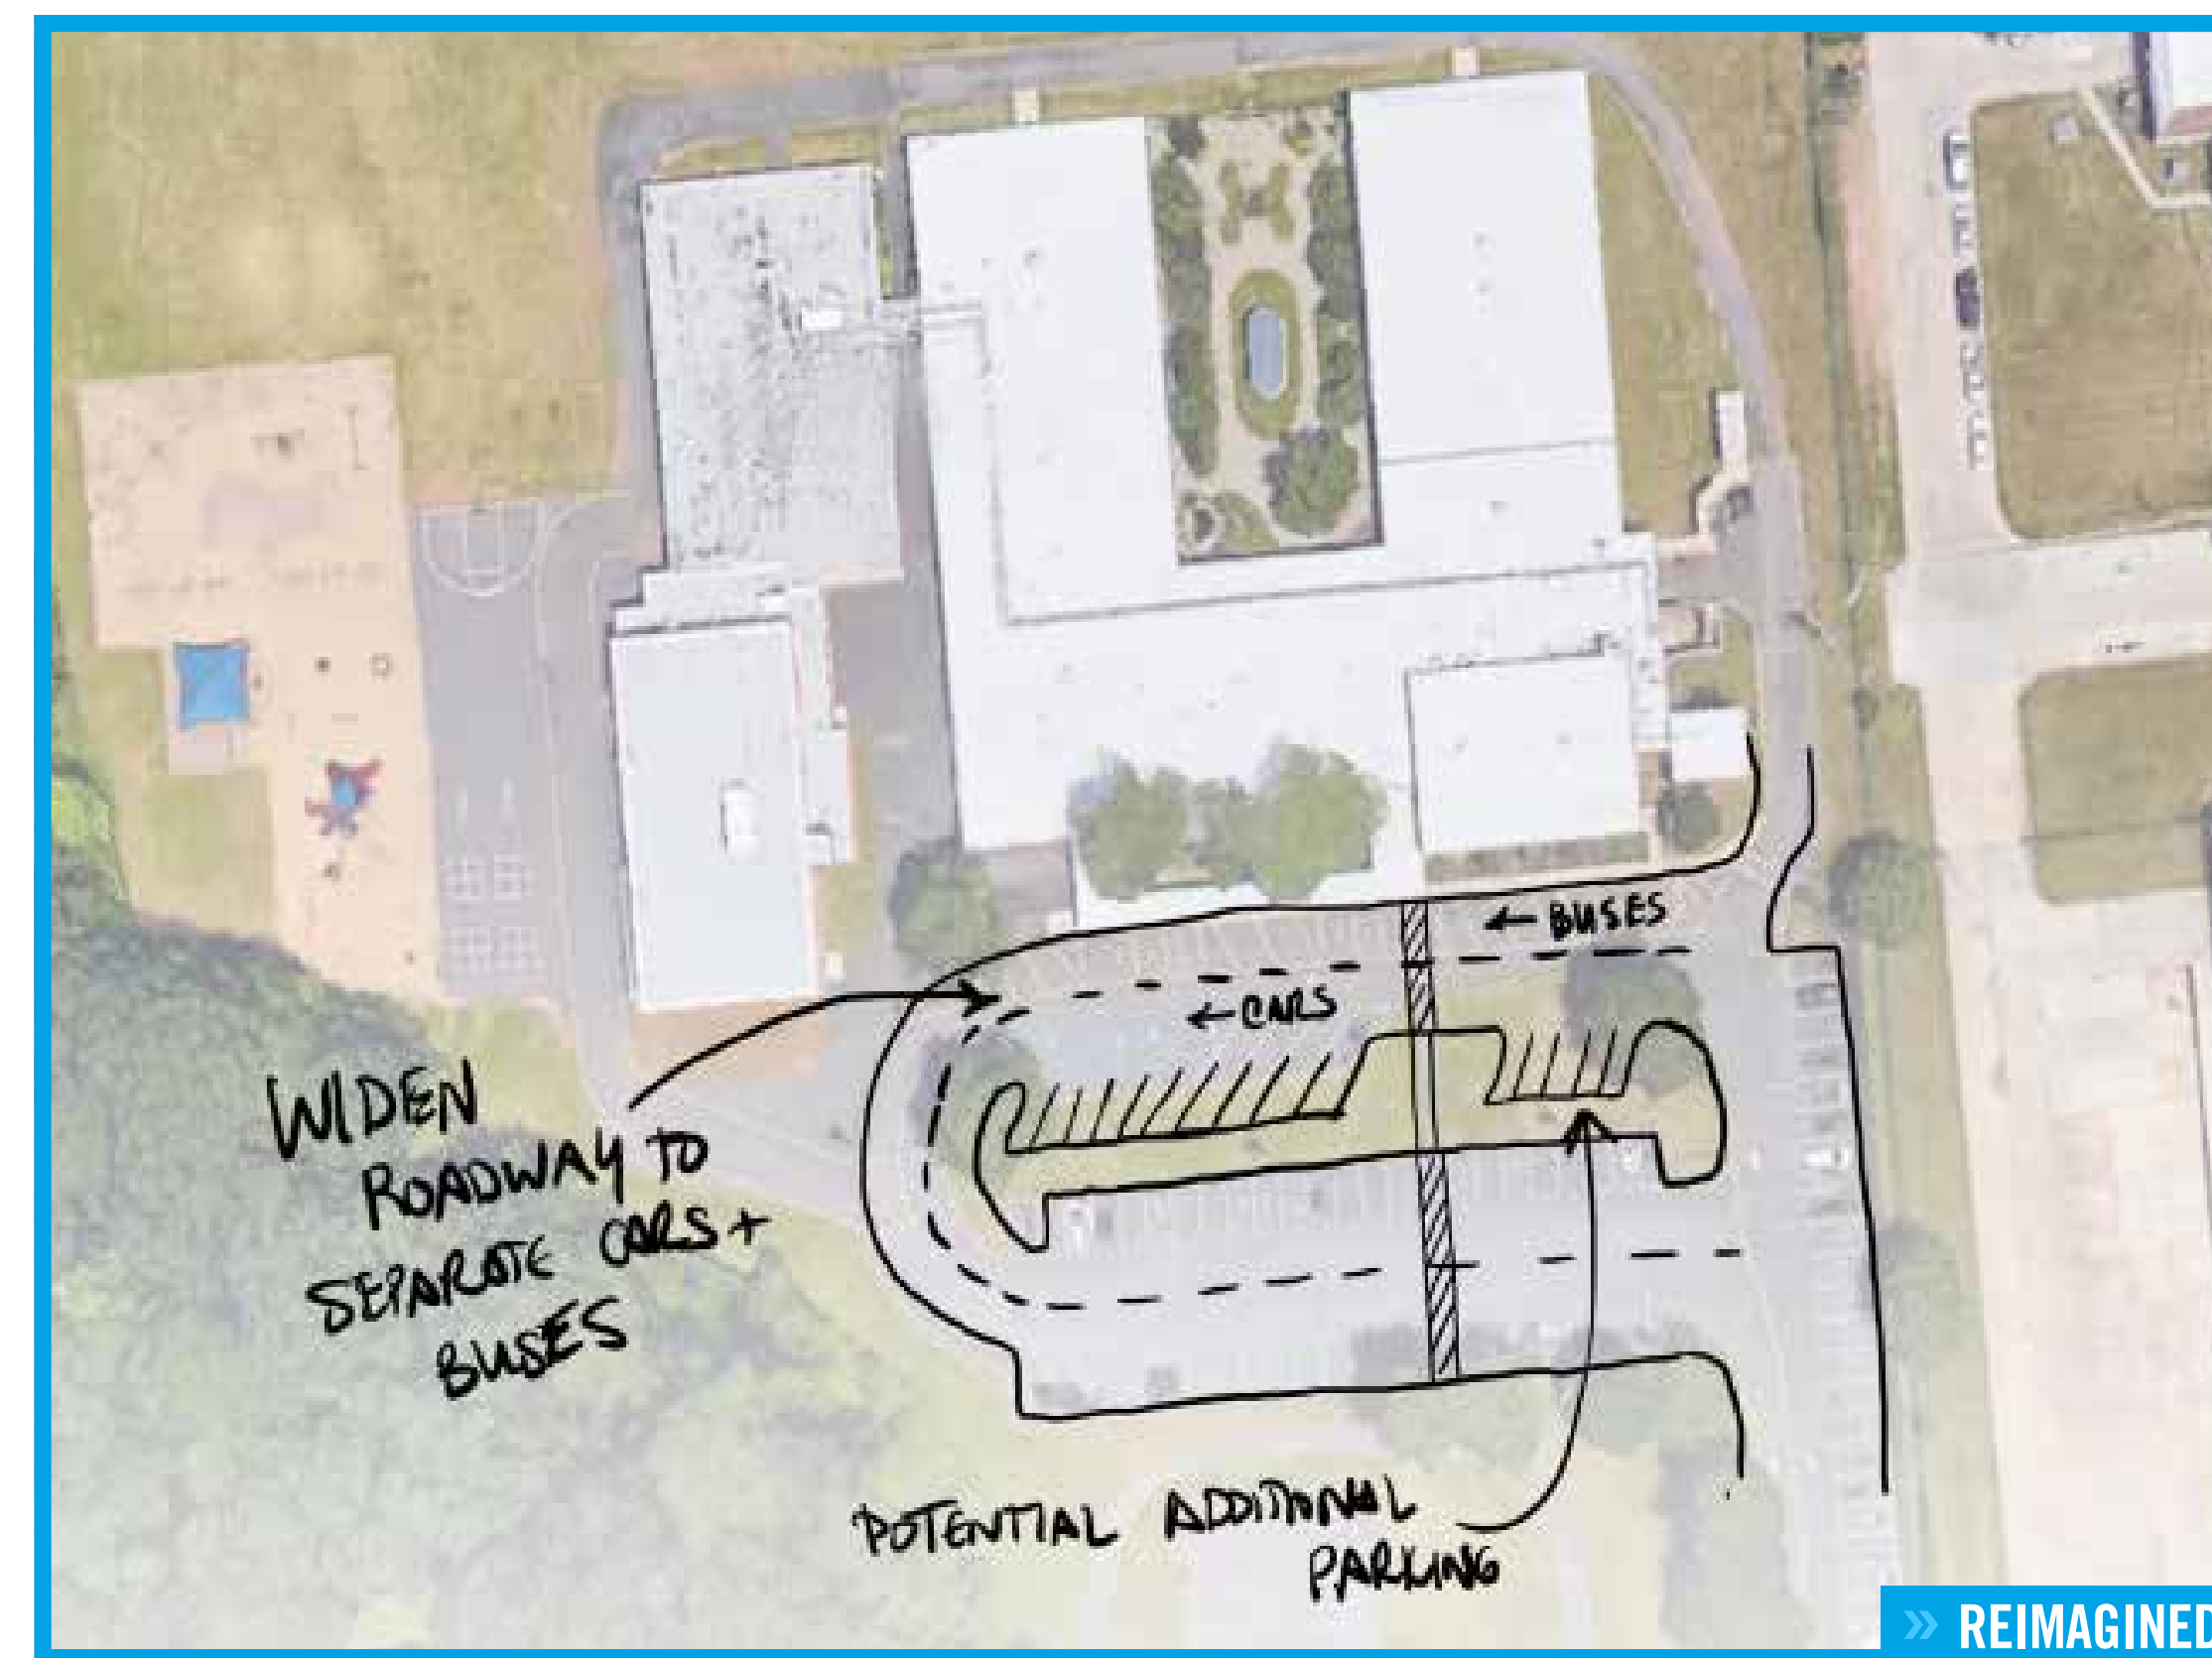 ← BUSES
← CARS
WIDEN
ROADWAY TO
SEPARATE CARS +
BUSES
POTENTIAL ADDITIONAL
PARKING
» REIMAGINED